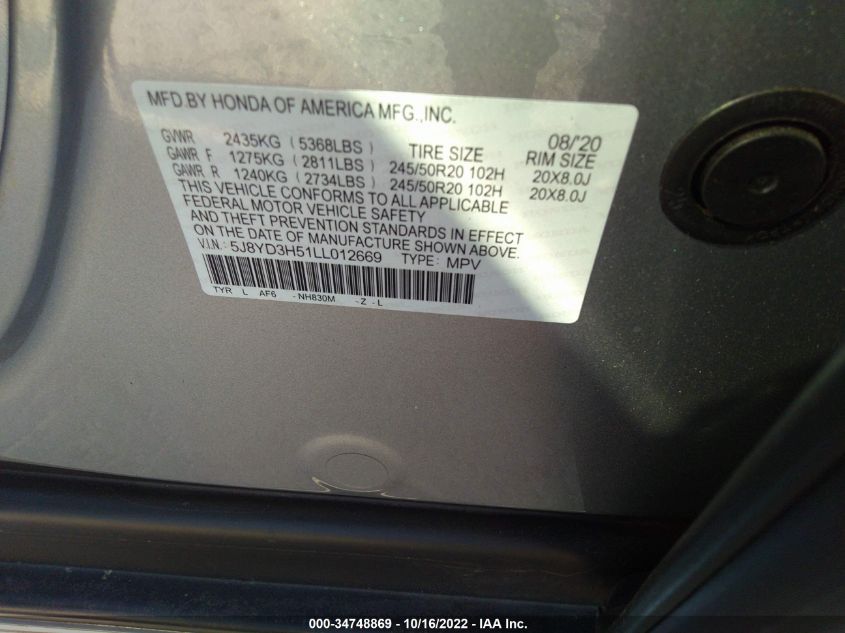 MFD.BY HONDA OF AMERICA MFG.,INC.
08/'20
GVWR 2435KG (5368LBS) TIRE SIZE RIM SIZE
GAWR F 1275KG (2811LBS) 245/50R20 102H 20X8.0J
GAWR R 1240KG (2734LBS) 245/50R20 102H 20X8.0J
THIS VEHICLE CONFORMS TO ALL APPLICABLE
FEDERAL MOTOR VEHICLE SAFETY
AND THEFT PREVENTION STANDARDS IN EFFECT
ON THE DATE OF MANUFACTURE SHOWN ABOVE.
V.I.N.: 5J8YD3H51LL012669 TYPE: MPV
TYR L AF6 -NH830M -Z -L
000-34748869 - 10/16/2022 - IAA Inc.